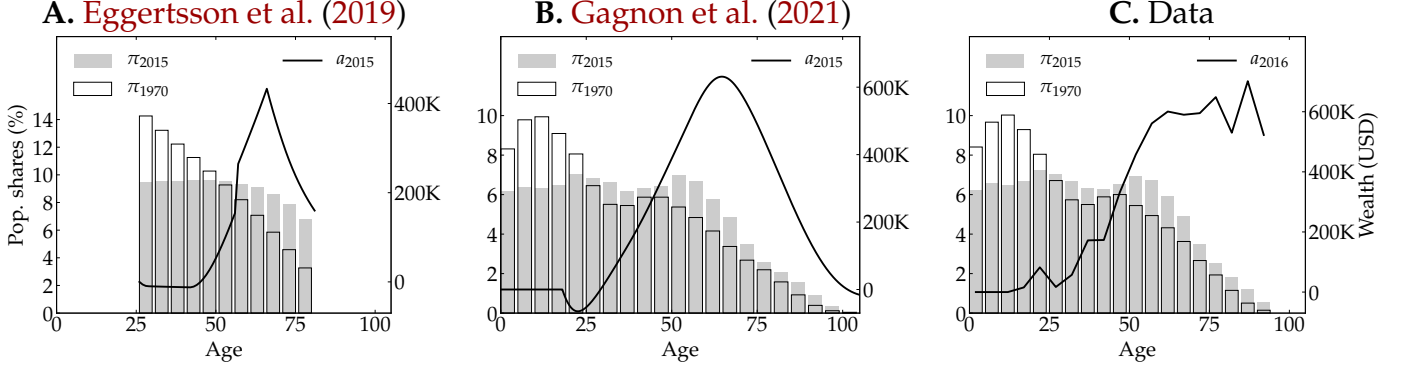 A. Eggertsson et al. (2019)
π2015
a2015
π1970
400K
200K
0
14
12
10
8
6
4
2
0
Pop. shares (%)
0
25
50
75
100
Age
B. Gagnon et al. (2021)
π2015
a2015
π1970
600K
400K
200K
0
10
8
6
4
2
0
0
25
50
75
100
Age
C. Data
π2015
a2016
π1970
600K
400K
200K
0
Wealth (USD)
10
8
6
4
2
0
0
25
50
75
100
Age